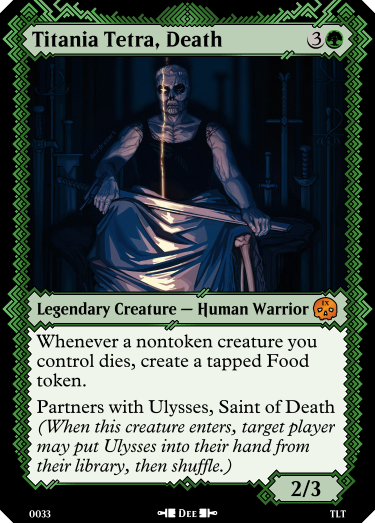 Titania Tetra, Death 3
Legendary Creature — Human Warrior IX
Whenever a nontoken creature you
control dies, create a tapped Food
token.
Partners with Ulysses, Saint of Death
(When this creature enters, target player
may put Ulysses into their hand from
their library, then shuffle.)
2/3
0033 DEE TLT